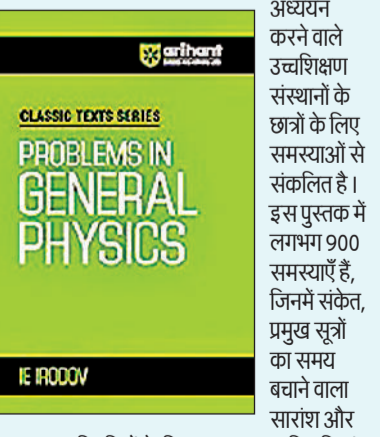 arihant
CLASSIC TEXTS SERIES
PROBLEMS IN
GENERAL
PHYSICS
IE IRODOV
अध्ययन
करने वाले
उच्चशिक्षण
संस्थानों के
छात्रों के लिए
समस्याओं से
संकलित है।
इस पुस्तक में
लगभग 900
समस्याएँ हैं,
जिनमें संकेत,
प्रमुख सूत्रों
का समय
बचाने वाला
सारांश और